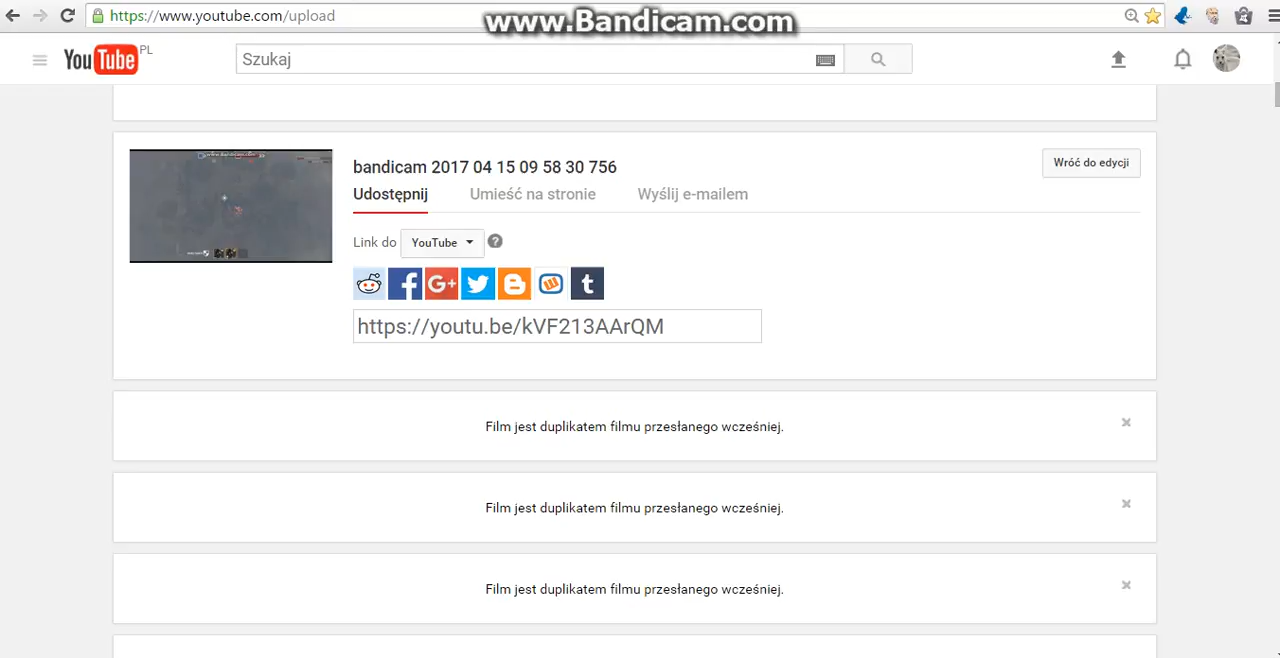 https://www.youtube.com/upload
www.Bandicam.com
YouTube PL
Szukaj
bandicam 2017 04 15 09 58 30 756
Wróć do edycji
Udostępnij Umieść na stronie Wyślij e-mailem
Link do YouTube ?
https://youtu.be/kVF213AArQM
Film jest duplikatem filmu przesłanego wcześniej.
Film jest duplikatem filmu przesłanego wcześniej.
Film jest duplikatem filmu przesłanego wcześniej.